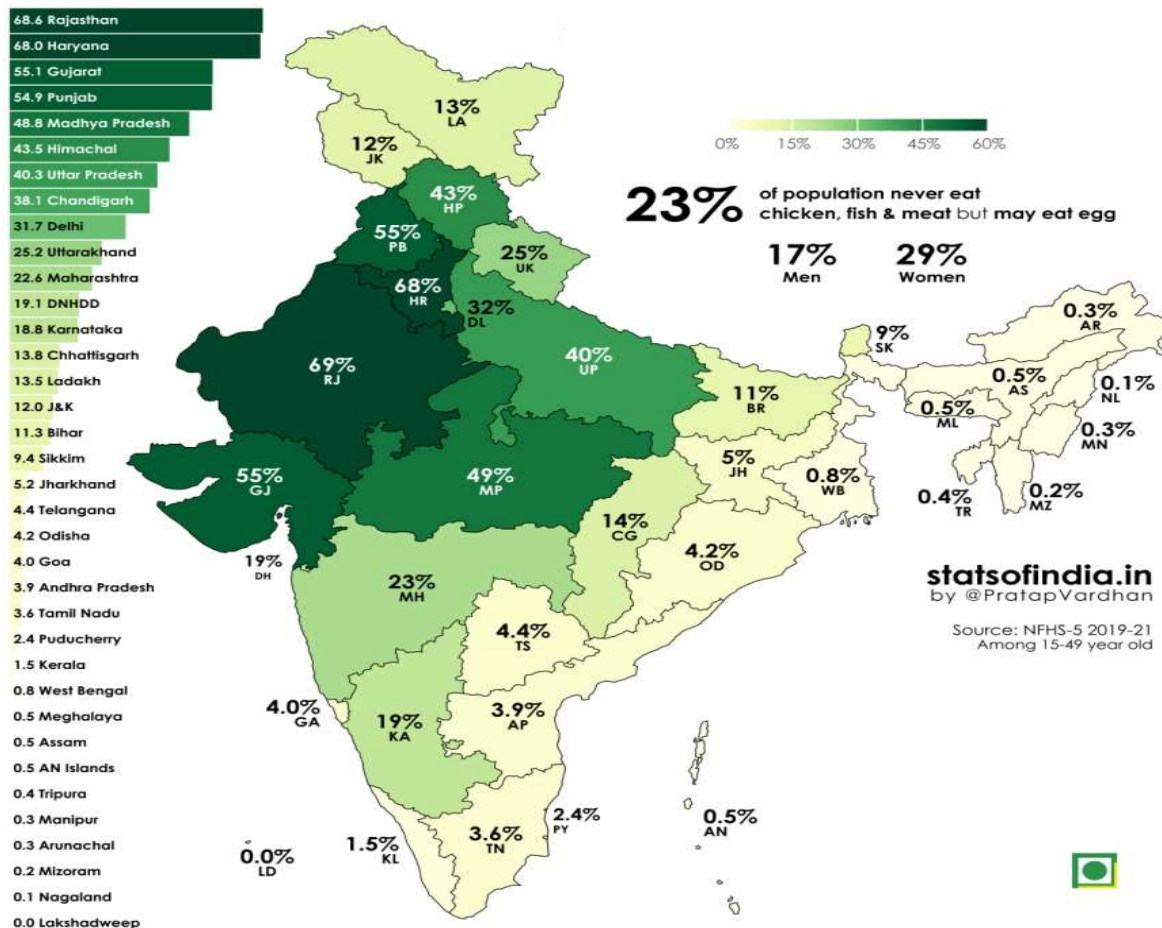 68.6 Rajasthan
68.0 Haryana
55.1 Gujarat
54.9 Punjab
48.8 Madhya Pradesh
43.5 Himachal
40.3 Uttar Pradesh
38.1 Chandigarh
31.7 Delhi
25.2 Uttarakhand
22.6 Maharashtra
19.1 DNHDD
18.8 Karnataka
13.8 Chhattisgarh
13.5 Ladakh
12.0 J&K
11.3 Bihar
9.4 Sikkim
5.2 Jharkhand
4.4 Telangana
4.2 Odisha
4.0 Goa
3.9 Andhra Pradesh
3.6 Tamil Nadu
2.4 Puducherry
1.5 Kerala
0.8 West Bengal
0.5 Meghalaya
0.5 Assam
0.5 AN Islands
0.4 Tripura
0.3 Manipur
0.3 Arunachal
0.2 Mizoram
0.1 Nagaland
0.0 Lakshadweep
13%
LA
12%
JK
43%
HP
55%
PB
25%
UK
68%
HR
32%
DL
69%
RJ
40%
UP
11%
BR
9%
SK
0.3%
AR
0.5%
AS
0.1%
NL
0.5%
ML
0.3%
MN
0.4%
TR
0.2%
MZ
55%
GJ
49%
MP
5%
JH
0.8%
WB
14%
CG
4.2%
OD
19%
DH
23%
MH
4.4%
TS
4.0%
GA
19%
KA
3.9%
AP
2.4%
PY
0.5%
AN
3.6%
TN
1.5%
KL
0.0%
LD
0% 15% 30% 45% 60%
23% of population never eat
chicken, fish & meat but may eat egg
17% 29%
Men Women
statsofindia.in
by @PratapVardhan
Source: NFHS-5 2019-21
Among 15-49 year old